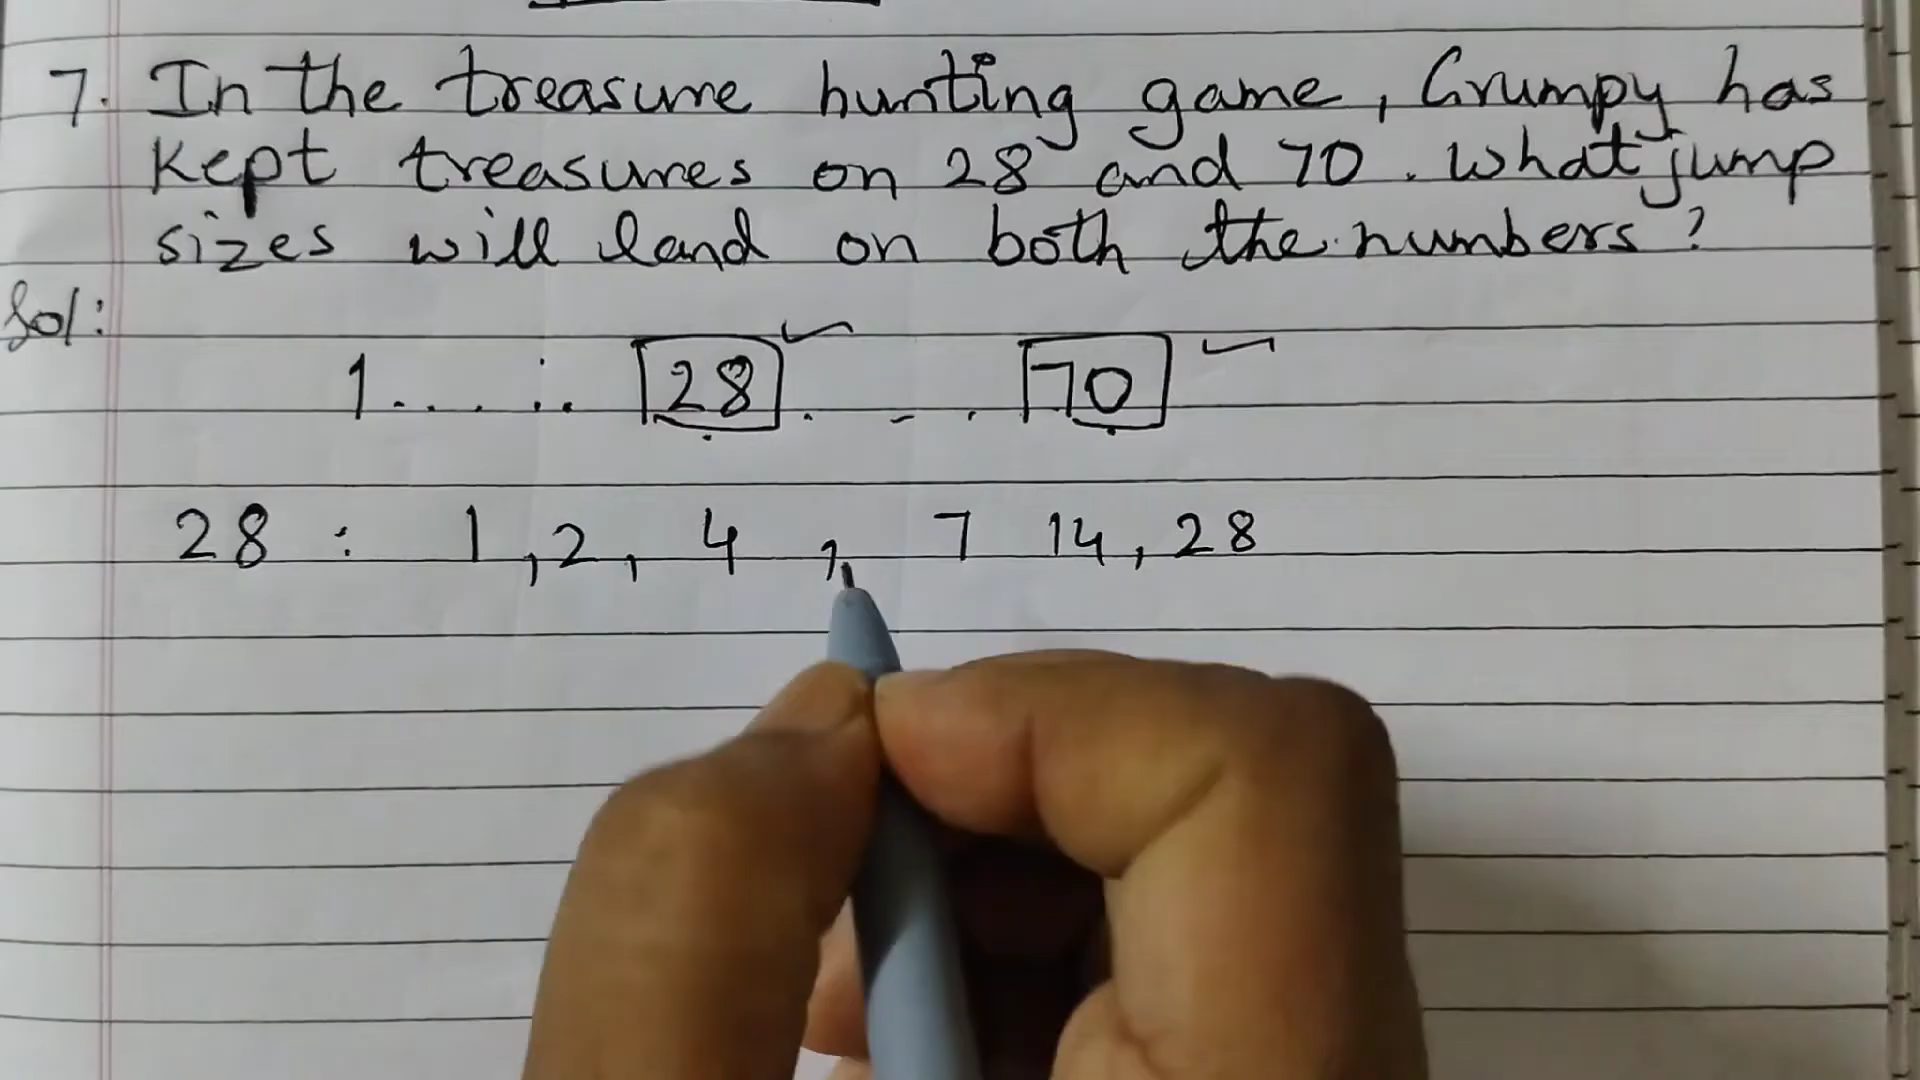 7. In the treasure hunting game, Grumpy has
kept treasures on 28 and 70. What jump
sizes will land on both the numbers?
Sol:
1. . . . . . . 28 . - . 70
28 : 1, 2, 4, 7 14, 28